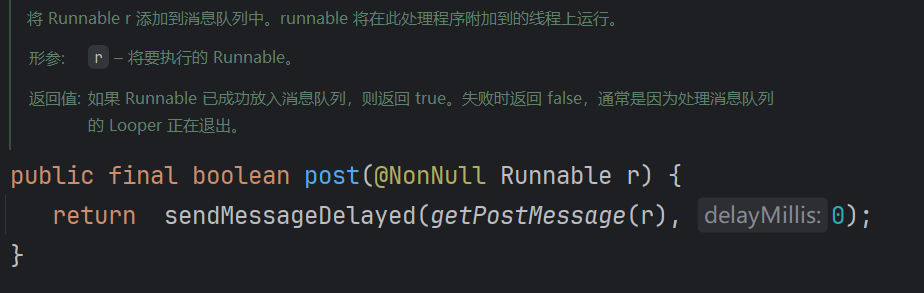 将 Runnable r 添加到消息队列中。runnable 将在此处理程序附加到的线程上运行。
形参: r – 将要执行的 Runnable。
返回值: 如果 Runnable 已成功放入消息队列，则返回 true。失败时返回 false，通常是因为处理消息队列
的 Looper 正在退出。
public final boolean post(@NonNull Runnable r) {
return sendMessageDelayed(getPostMessage(r), delayMillis: 0);
}